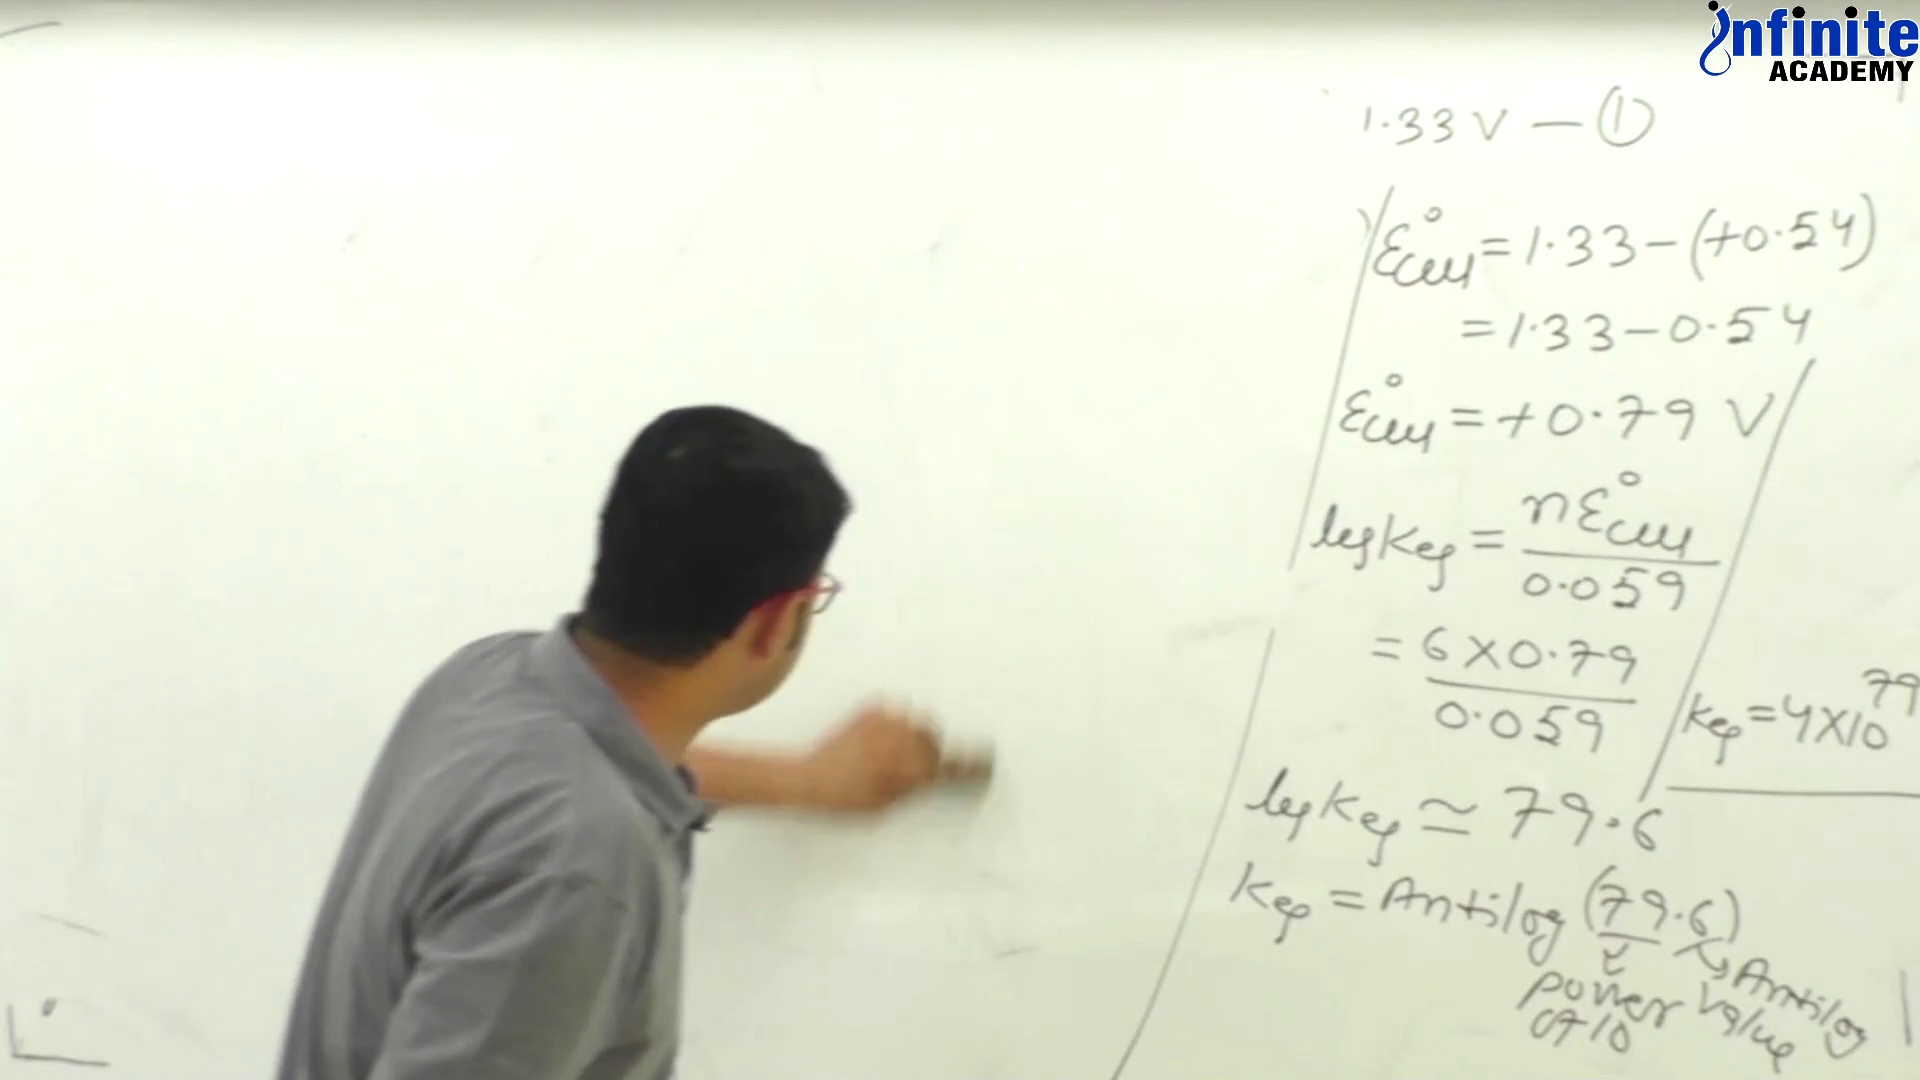 infinite
ACADEMY
1.33 V — ①
ε°cell = 1.33 - (+0.54)
= 1.33 - 0.54
ε°cell = +0.79 V
log Keq = nε°cell / 0.059
= 6 × 0.79 / 0.059
log Keq ≃ 79.6
Keq = Antilog (79.6)
power of 10
Antilog value
Keq = 4×10^79